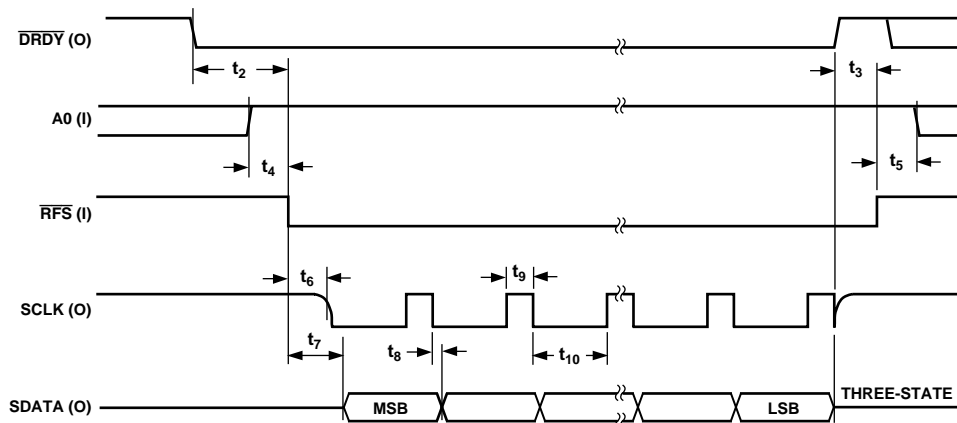 DRDY (O)
t2
t3
A0 (I)
t4
t5
RFS (I)
t6
t9
SCLK (O)
t7
t8
t10
THREE-STATE
SDATA (O)
MSB
LSB